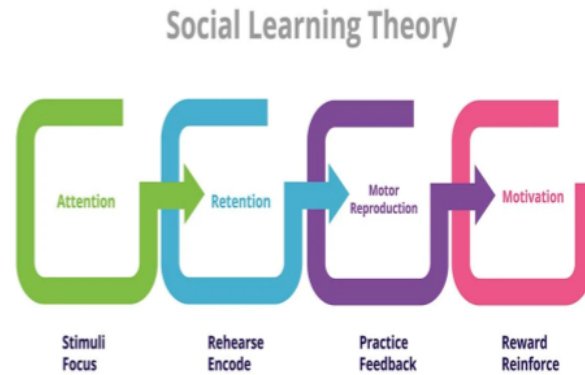 Social Learning Theory
Attention
Retention
Motor
Reproduction
Motivation
Stimuli
Focus
Rehearse
Encode
Practice
Feedback
Reward
Reinforce